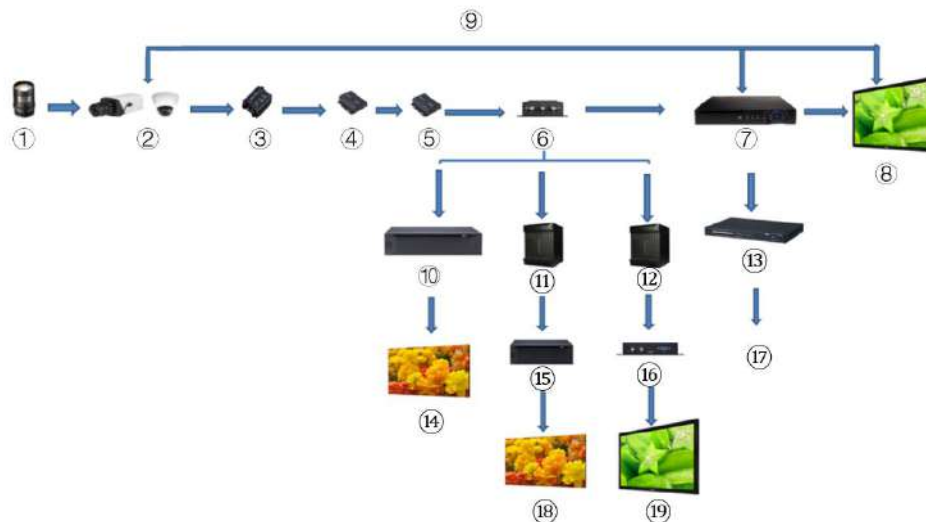 ⑨
① ② ③ ④ ⑤ ⑥ ⑦ ⑧
⑩ ⑪ ⑫ ⑬
⑭ ⑮ ⑯ ⑰
⑱ ⑲